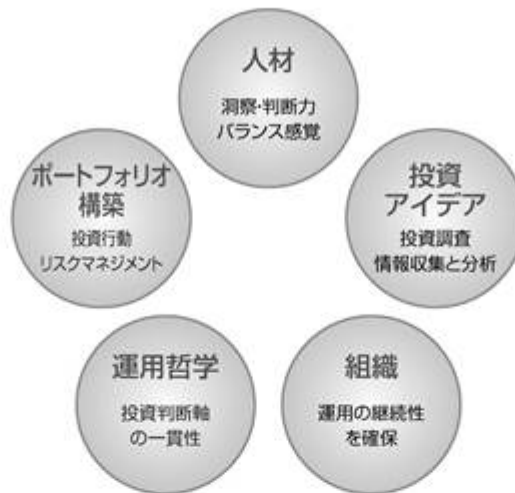 人材
洞察・判断力
バランス感覚
ポートフォリオ
構築
投資行動
リスクマネジメント
投資
アイデア
投資調査
情報収集と分析
運用哲学
投資判断軸
の一貫性
組織
運用の継続性
を確保